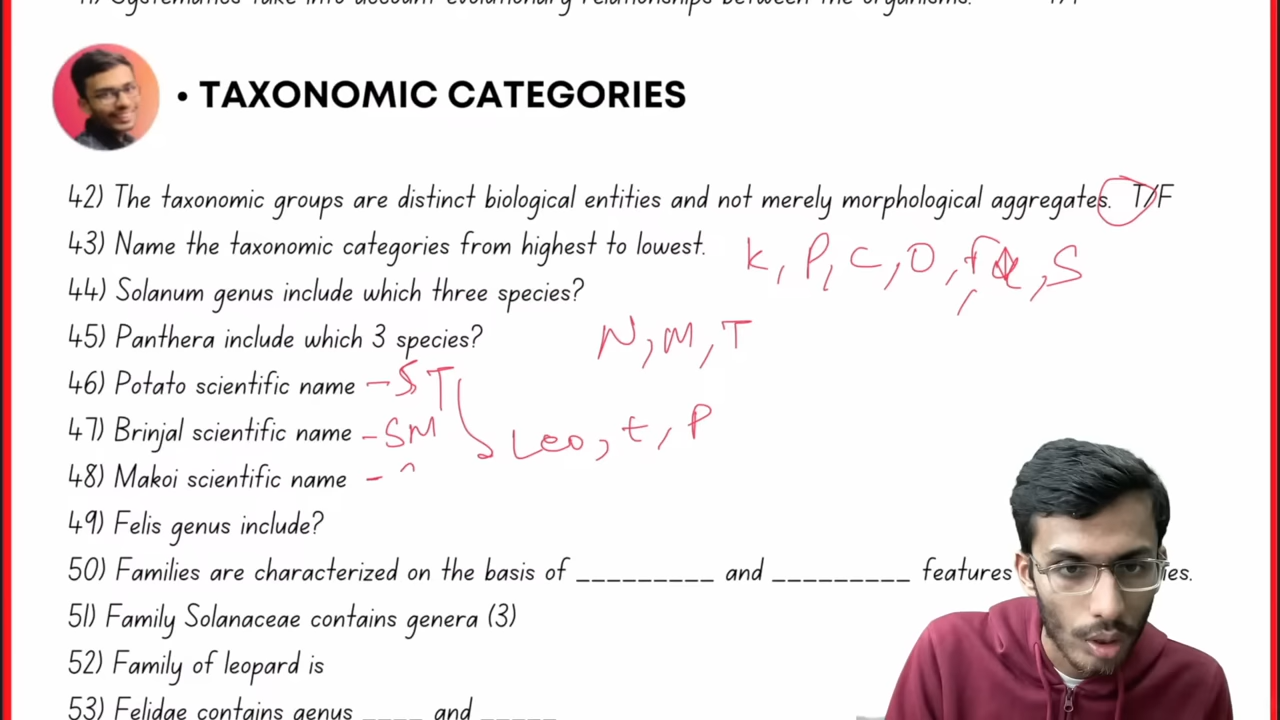 • TAXONOMIC CATEGORIES
42) The taxonomic groups are distinct biological entities and not merely morphological aggregates. T/F
43) Name the taxonomic categories from highest to lowest. K, P, C, O, F, S
44) Solanum genus include which three species?
45) Panthera include which 3 species? N, M, T
46) Potato scientific name - S T
47) Brinjal scientific name - SM Leo, t, P
48) Makoi scientific name -
49) Felis genus include?
50) Families are characterized on the basis of _________ and _________ features
51) Family Solanaceae contains genera (3)
52) Family of leopard is
53) Felidae contains genus ____ and _____